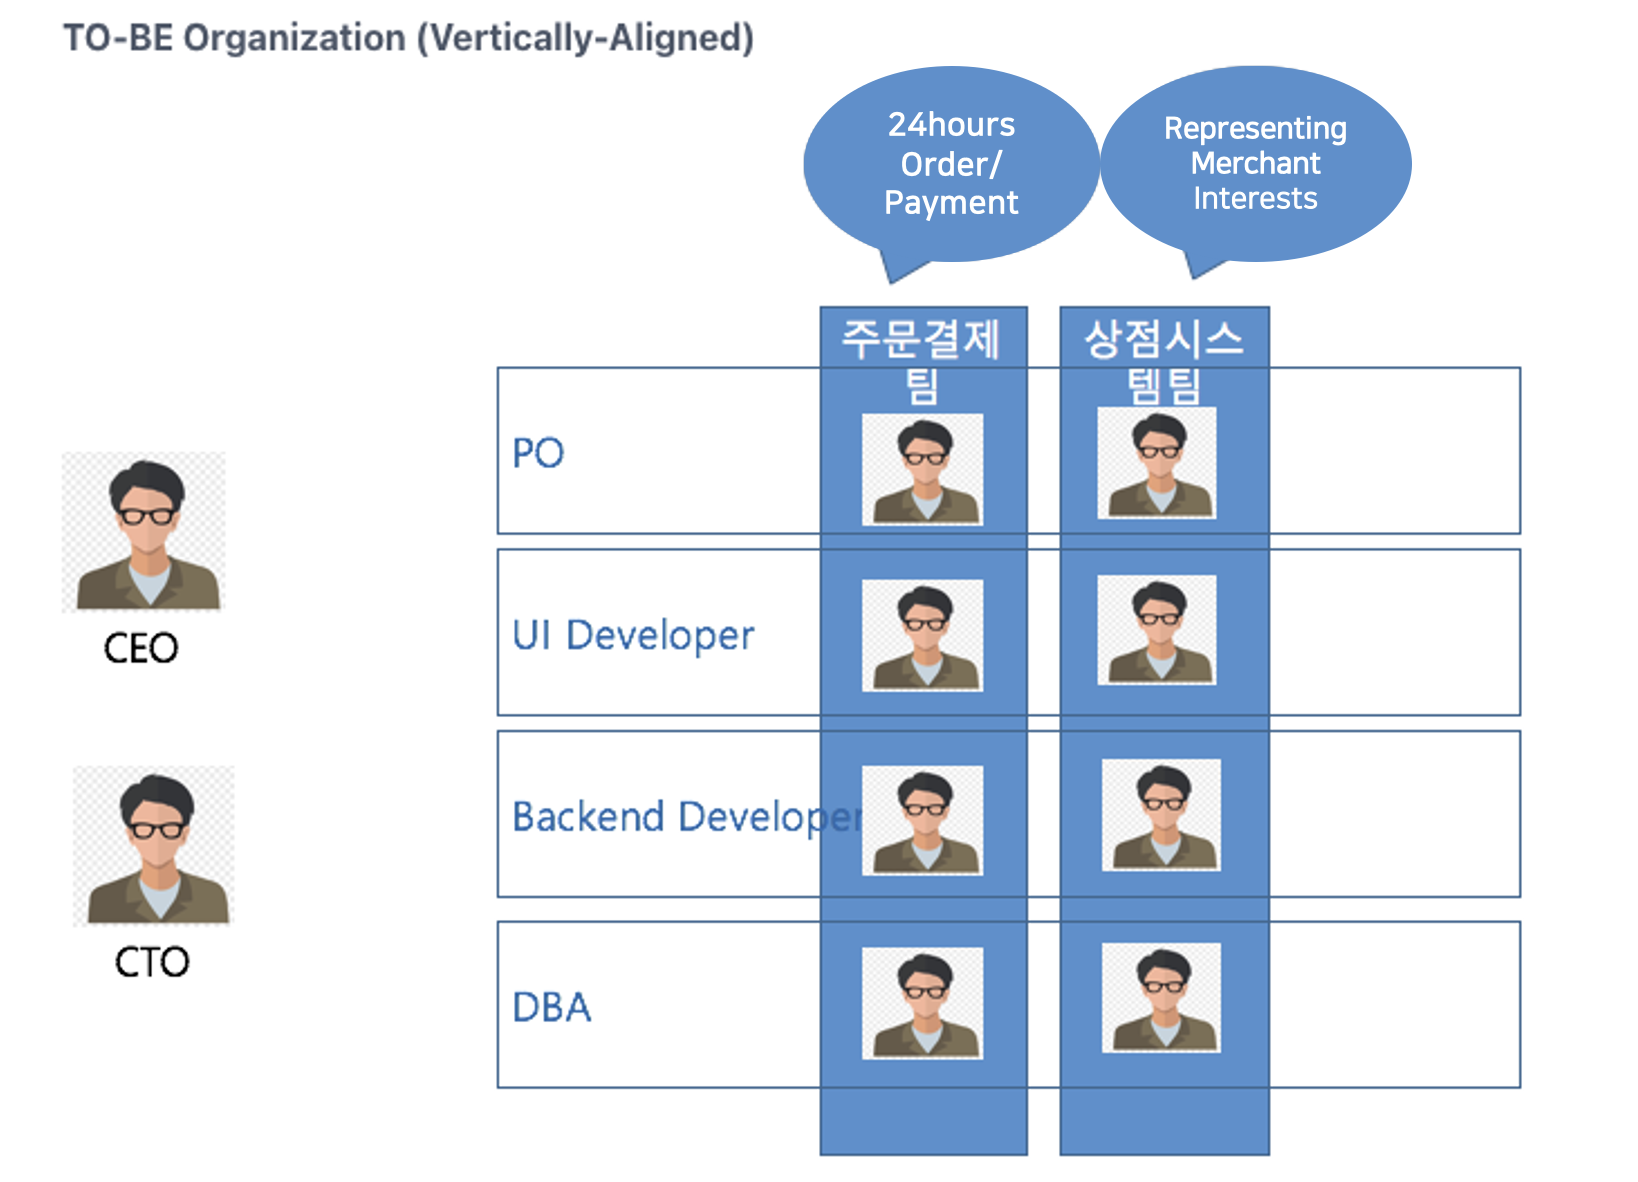 TO-BE Organization (Vertically-Aligned)
24hours
Order/
Payment
Representing
Merchant
Interests
주문결제
팀
상점시스
템팀
PO
UI Developer
Backend Developer
DBA
CEO
CTO